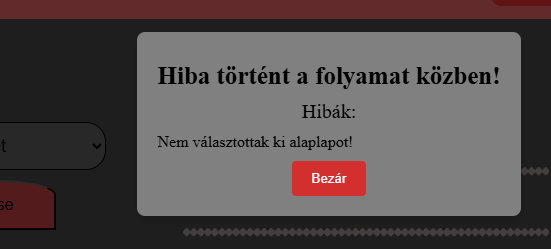 Hiba történt a folyamat közben!
Hibák:
Nem választottak ki alaplapot!
Bezár